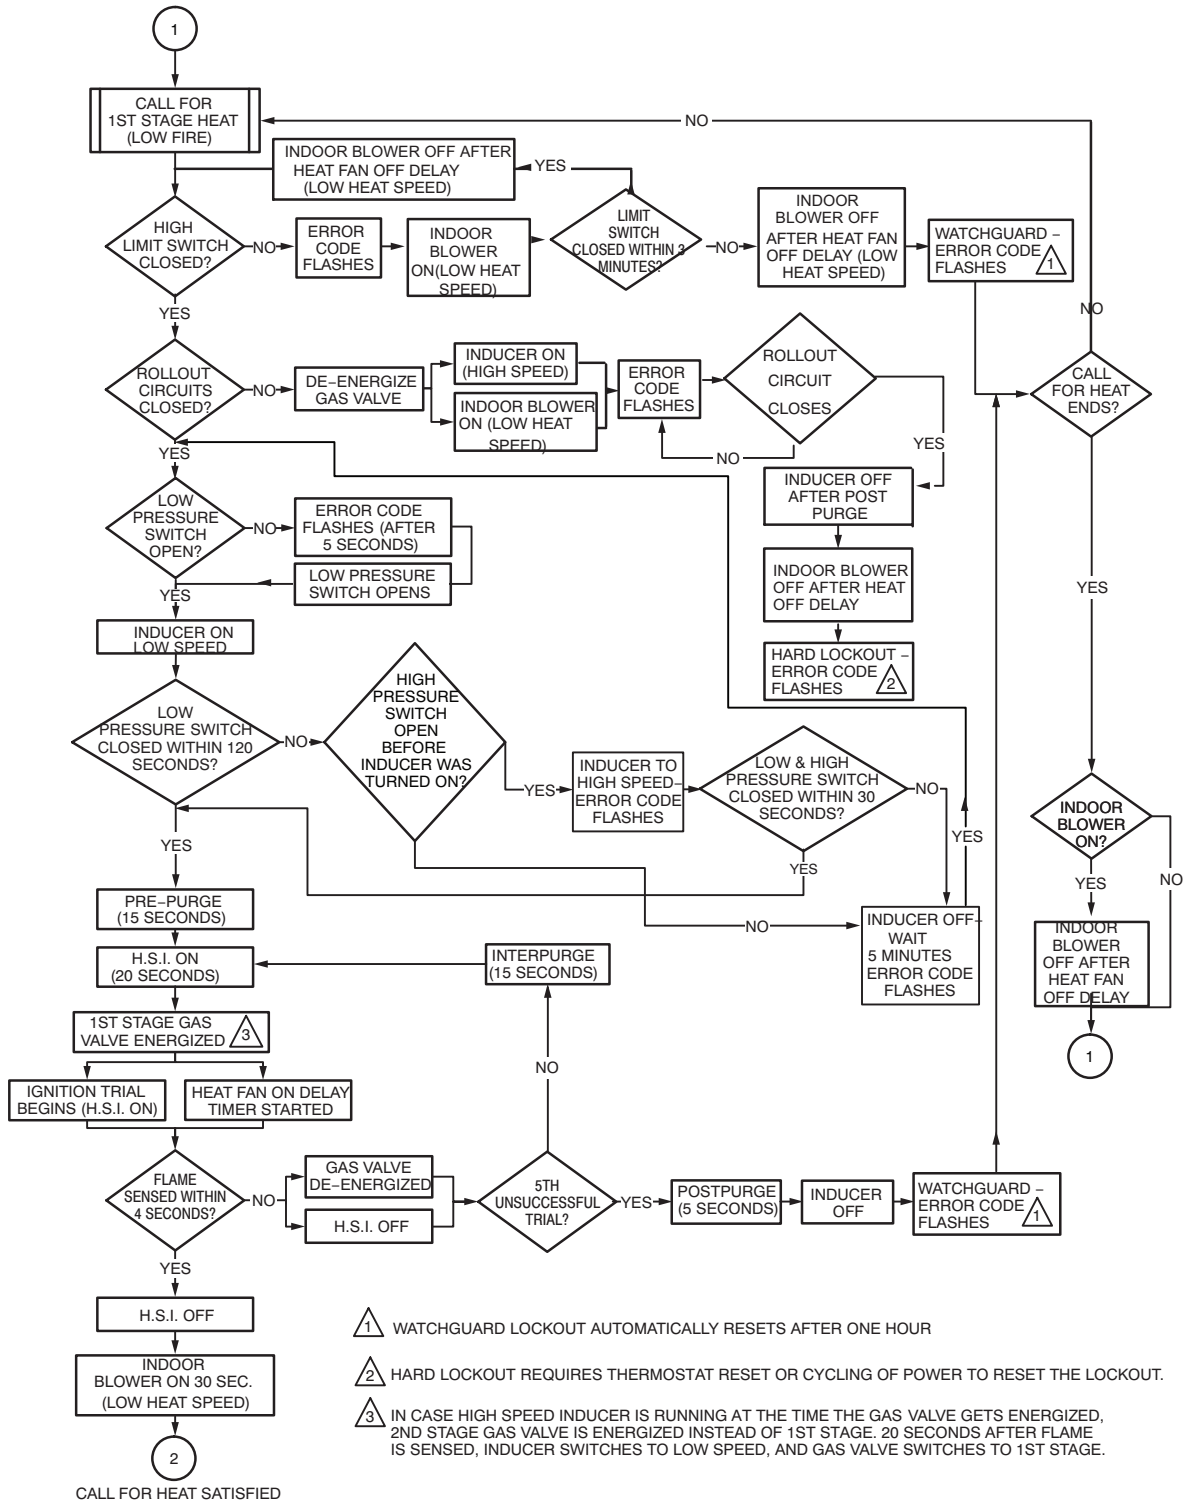 1
CALL FOR
1ST STAGE HEAT
(LOW FIRE)
NO
INDOOR BLOWER OFF AFTER
HEAT FAN OFF DELAY
(LOW HEAT SPEED)
YES
HIGH
LIMIT SWITCH
CLOSED?
NO
ERROR
CODE
FLASHES
INDOOR
BLOWER
ON(LOW HEAT
SPEED)
LIMIT
SWITCH
CLOSED WITHIN 3
MINUTES?
NO
INDOOR
BLOWER OFF
AFTER HEAT FAN
OFF DELAY (LOW
HEAT SPEED)
WATCHGUARD –
ERROR CODE
FLASHES
1
NO
YES
ROLLOUT
CIRCUITS
CLOSED?
NO
DE-ENERGIZE
GAS VALVE
INDUCER ON
(HIGH SPEED)
INDOOR BLOWER
ON (LOW HEAT
SPEED)
ERROR
CODE
FLASHES
ROLLOUT
CIRCUIT
CLOSES
NO
YES
CALL
FOR HEAT
ENDS?
YES
LOW
PRESSURE
SWITCH
OPEN?
NO
ERROR CODE
FLASHES (AFTER
5 SECONDS)
LOW PRESSURE
SWITCH OPENS
INDUCER OFF
AFTER POST
PURGE
INDOOR BLOWER
OFF AFTER HEAT
OFF DELAY
HARD LOCKOUT –
ERROR CODE
FLASHES
2
YES
YES
INDUCER ON
LOW SPEED
LOW
PRESSURE SWITCH
CLOSED WITHIN 120
SECONDS?
NO
HIGH
PRESSURE
SWITCH
OPEN
BEFORE
INDUCER WAS
TURNED ON?
YES
INDUCER TO
HIGH SPEED–
ERROR CODE
FLASHES
LOW & HIGH
PRESSURE SWITCH
CLOSED WITHIN 30
SECONDS?
NO
YES
YES
INDOOR
BLOWER
ON?
YES
NO
YES
PRE–PURGE
(15 SECONDS)
NO
INDUCER OFF–
WAIT
5 MINUTES
ERROR CODE
FLASHES
INDOOR
BLOWER
OFF AFTER
HEAT FAN
OFF DELAY
1
H.S.I. ON
(20 SECONDS)
INTERPURGE
(15 SECONDS)
1ST STAGE GAS
VALVE ENERGIZED
3
NO
IGNITION TRIAL
BEGINS (H.S.I. ON)
HEAT FAN ON DELAY
TIMER STARTED
FLAME
SENSED WITHIN
4 SECONDS?
NO
GAS VALVE
DE–ENERGIZED
H.S.I. OFF
5TH
UNSUCCESSFUL
TRIAL?
YES
POSTPURGE
(5 SECONDS)
INDUCER
OFF
WATCHGUARD –
ERROR CODE
FLASHES
1
YES
H.S.I. OFF
INDOOR
BLOWER ON 30 SEC.
(LOW HEAT SPEED)
2
CALL FOR HEAT SATISFIED
1 WATCHGUARD LOCKOUT AUTOMATICALLY RESETS AFTER ONE HOUR
2 HARD LOCKOUT REQUIRES THERMOSTAT RESET OR CYCLING OF POWER TO RESET THE LOCKOUT.
3 IN CASE HIGH SPEED INDUCER IS RUNNING AT THE TIME THE GAS VALVE GETS ENERGIZED,
2ND STAGE GAS VALVE IS ENERGIZED INSTEAD OF 1ST STAGE. 20 SECONDS AFTER FLAME
IS SENSED, INDUCER SWITCHES TO LOW SPEED, AND GAS VALVE SWITCHES TO 1ST STAGE.